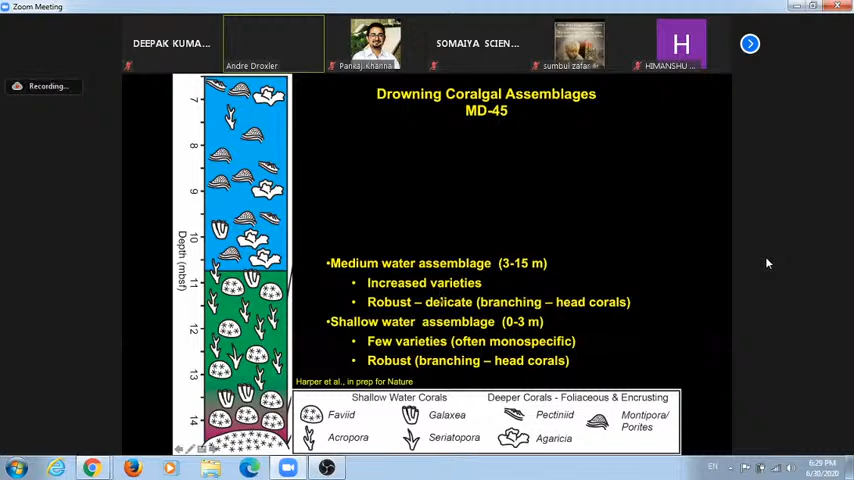 Zoom Meeting
DEEPAK KUMA...
Andre Droxler
Pankaj Khanna
SOMAIYA SCIEN...
sumbul zafar
H
HIMANSHU ...
Recording...
Drowning Coralgal Assemblages
MD-45
7
8
9
10
11
12
13
14
Depth (mbsf)
•Medium water assemblage (3-15 m)
• Increased varieties
• Robust – delicate (branching – head corals)
•Shallow water assemblage (0-3 m)
• Few varieties (often monospecific)
• Robust (branching – head corals)
Harper et al., in prep for Nature
Shallow Water Corals
Deeper Corals - Foliaceous & Encrusting
Faviid
Galaxea
Pectiniid
Montipora/
Porites
Acropora
Seriatopora
Agaricia
EN
6:29 PM
6/30/2020